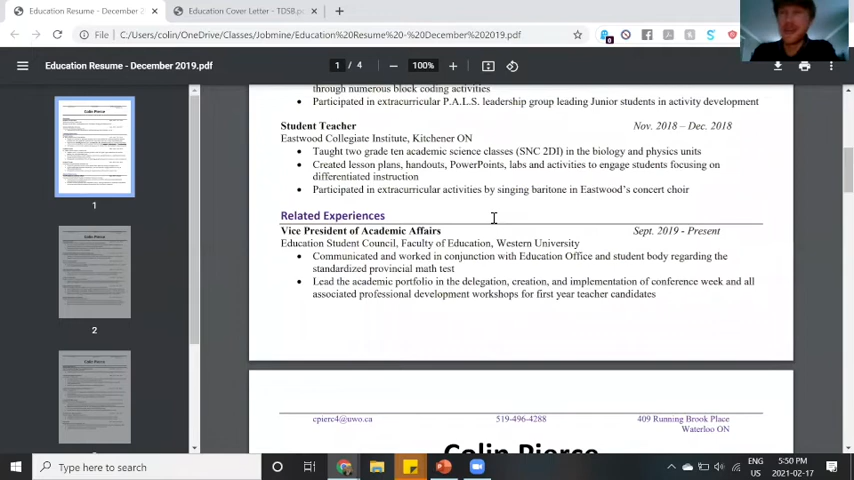 Education Resume - December 2
Education Cover Letter - TDSB.p
File
C:/Users/colin/OneDrive/Classes/Jobmine/Education%20Resume%20-%20December%202019.pdf
Education Resume - December 2019.pdf
1 / 4
100%
through numerous block coding activities
• Participated in extracurricular P.A.L.S. leadership group leading Junior students in activity development
Student Teacher Nov. 2018 – Dec. 2018
Eastwood Collegiate Institute, Kitchener ON
• Taught two grade ten academic science classes (SNC 2DI) in the biology and physics units
• Created lesson plans, handouts, PowerPoints, labs and activities to engage students focusing on
differentiated instruction
• Participated in extracurricular activities by singing baritone in Eastwood's concert choir
Related Experiences
Vice President of Academic Affairs Sept. 2019 - Present
Education Student Council, Faculty of Education, Western University
• Communicated and worked in conjunction with Education Office and student body regarding the
standardized provincial math test
• Lead the academic portfolio in the delegation, creation, and implementation of conference week and all
associated professional development workshops for first year teacher candidates
cpierc4@uwo.ca 519-496-4288 409 Running Brook Place
Waterloo ON
Colin Pierce
1
2
Type here to search
ENG
US
5:50 PM
2021-02-17